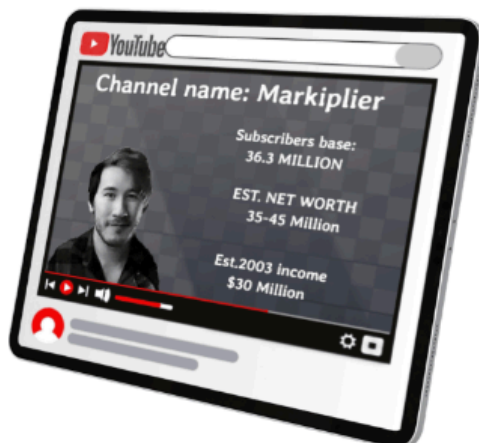 YouTube
Channel name: Markiplier
Subscribers base:
36.3 MILLION
EST. NET WORTH
35-45 Million
Est.2003 income
$30 Million